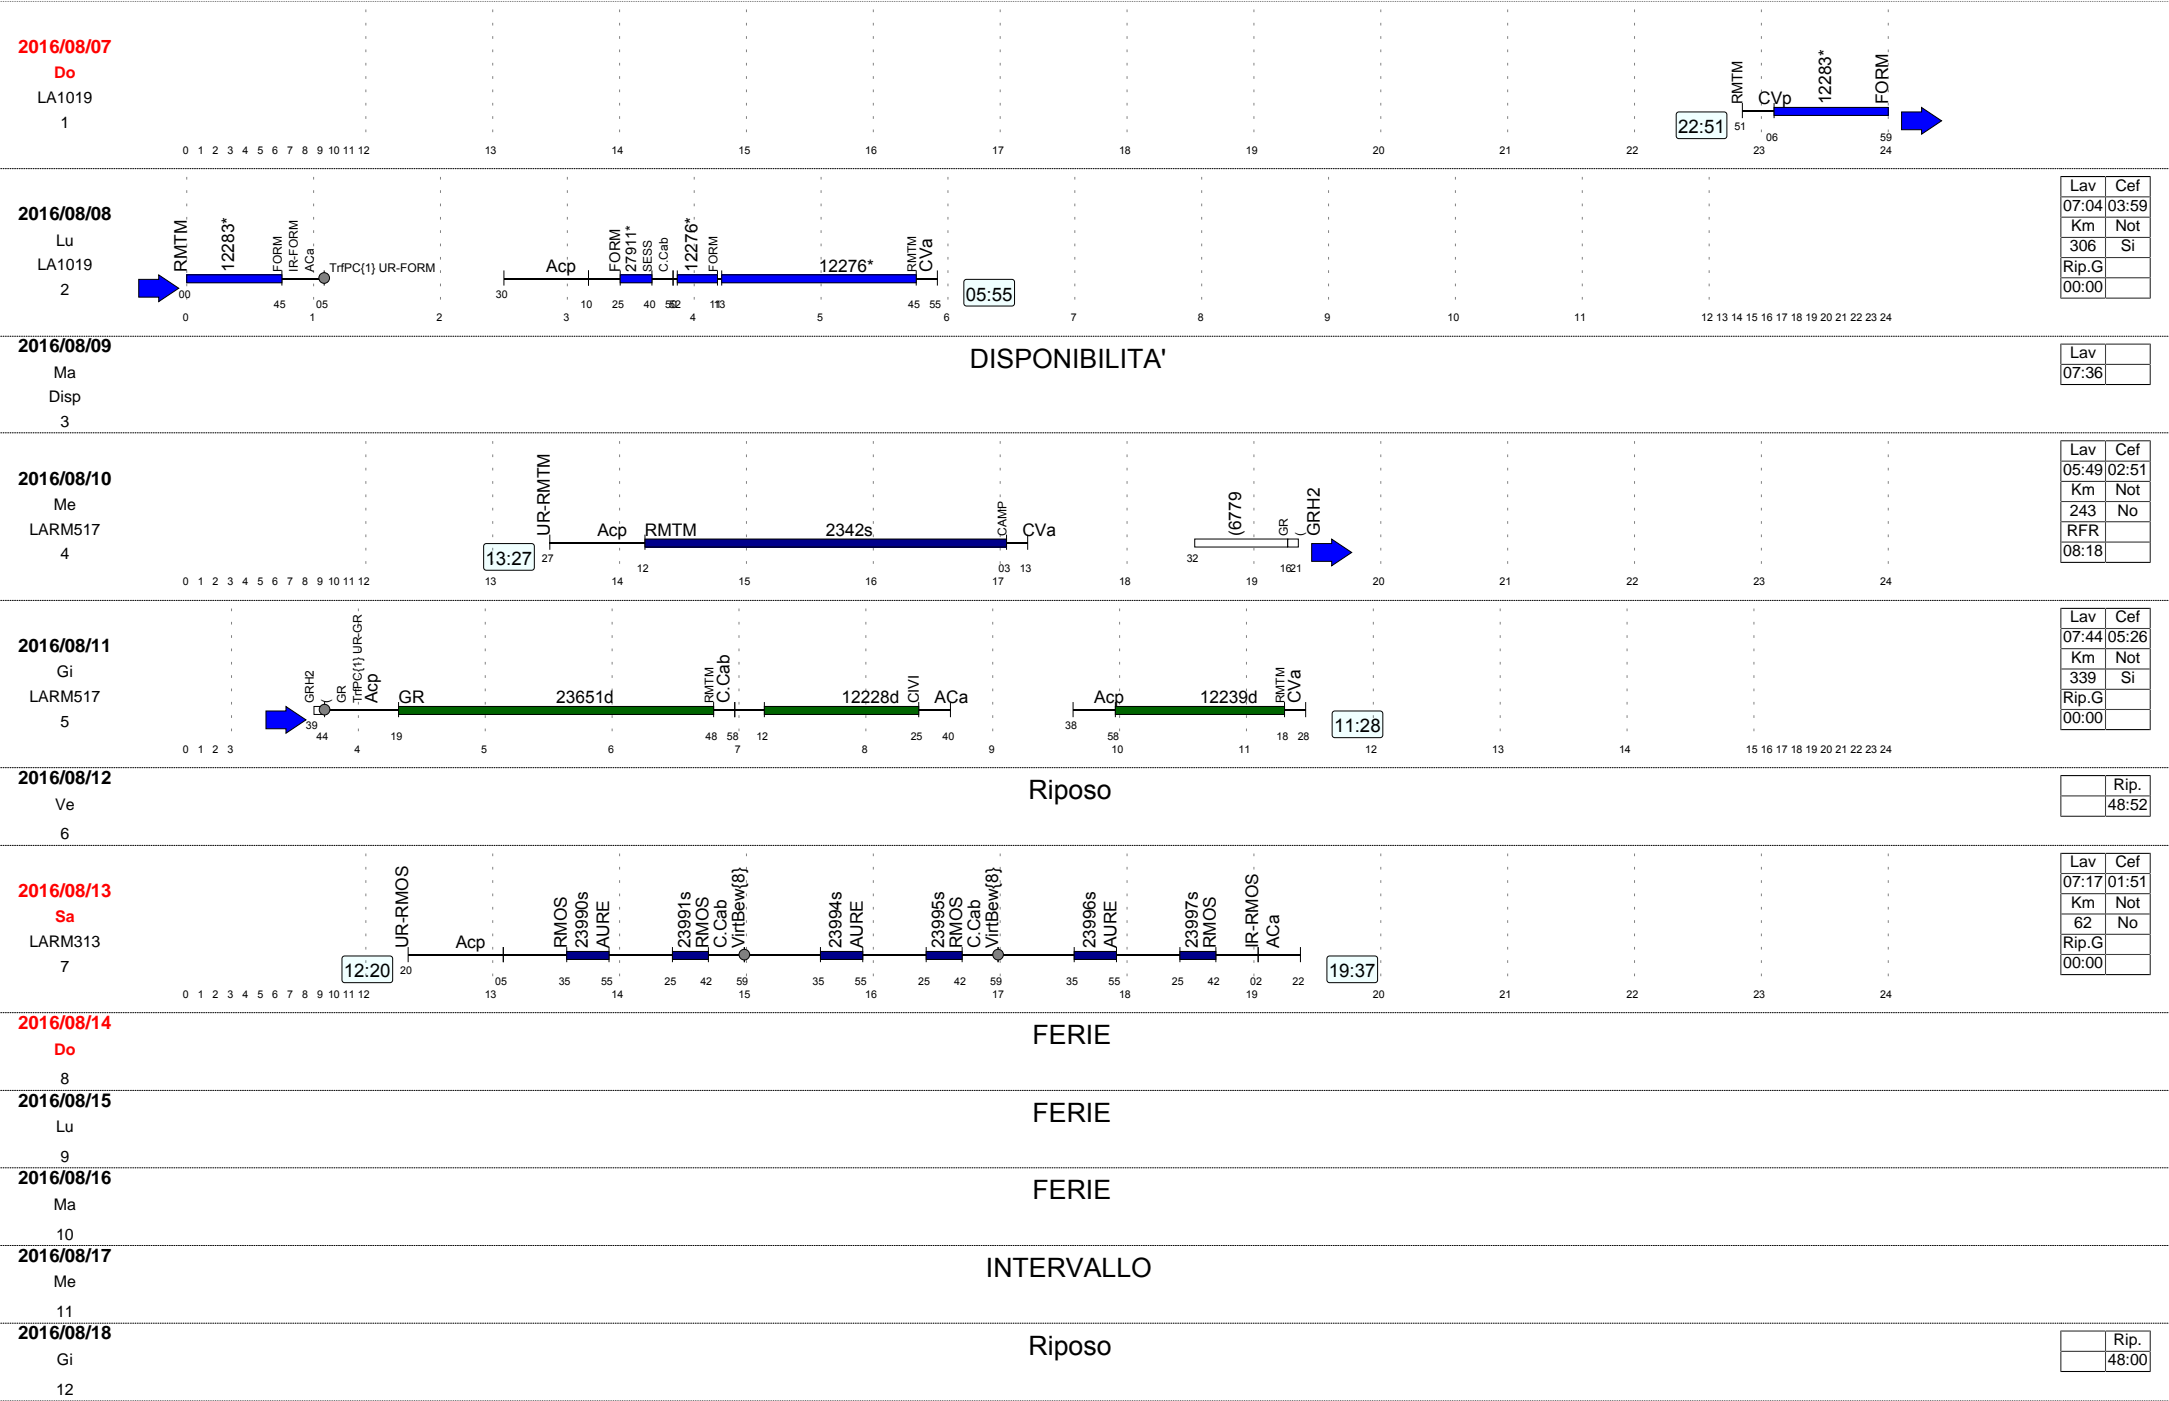 2016/08/07
Do
LA1019
1
RMTM CVp 12283* FORM
22:51 51 06 59
0 1 2 3 4 5 6 7 8 9 10 11 12 13 14 15 16 17 18 19 20 21 22 23 24
2016/08/08
Lu
LA1019
2
RMTM 12283* FORM IR-FORM ACa TrfPC{1} UR-FORM Acp FORM 27911* SESS C.Cab 12276* FORM 12276* RMTM CVa
00 45 05 30 10 25 40 50 52 11 13 45 55 05:55
0 1 2 3 4 5 6 7 8 9 10 11 12 13 14 15 16 17 18 19 20 21 22 23 24
Lav Cef
07:04 03:59
Km Not
306 Si
Rip.G
00:00
2016/08/09
Ma
Disp
3
DISPONIBILITA'
Lav
07:36
2016/08/10
Me
LARM517
4
UR-RMTM Acp RMTM 2342s CAMP CVa (6779 GR ( GRH2
13:27 27 12 03 13 32 16 21
0 1 2 3 4 5 6 7 8 9 10 11 12 13 14 15 16 17 18 19 20 21 22 23 24
Lav Cef
05:49 02:51
Km Not
243 No
RFR
08:18
2016/08/11
Gi
LARM517
5
GRH2 ( GR TrfPC{1} UR-GR Acp GR 23651d RMTM C.Cab 12228d CIVI ACa Acp 12239d RMTM CVa
39 44 19 48 58 12 25 40 38 58 18 28 11:28
0 1 2 3 4 5 6 7 8 9 10 11 12 13 14 15 16 17 18 19 20 21 22 23 24
Lav Cef
07:44 05:26
Km Not
339 Si
Rip.G
00:00
2016/08/12
Ve
6
Riposo
Rip.
48:52
2016/08/13
Sa
LARM313
7
UR-RMOS Acp RMOS 23990s AURE 23991s RMOS C.Cab VirtBew{8} 23994s AURE 23995s RMOS C.Cab VirtBew{8} 23996s AURE 23997s RMOS IR-RMOS ACa
12:20 20 05 35 55 25 42 59 35 55 25 42 59 35 55 25 42 02 22 19:37
0 1 2 3 4 5 6 7 8 9 10 11 12 13 14 15 16 17 18 19 20 21 22 23 24
Lav Cef
07:17 01:51
Km Not
62 No
Rip.G
00:00
2016/08/14
Do
8
FERIE
2016/08/15
Lu
9
FERIE
2016/08/16
Ma
10
FERIE
2016/08/17
Me
11
INTERVALLO
2016/08/18
Gi
12
Riposo
Rip.
48:00